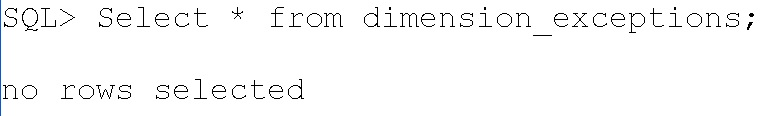 SQL> Select * from dimension_exceptions;
no rows selected